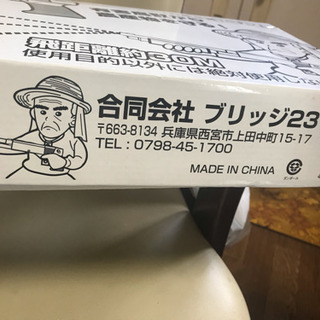 飛距離約30M
使用目的以外には絶対使用しない
合同会社 ブリッジ23
〒663-8134 兵庫県西宮市上田中町15-17
TEL : 0798-45-1700
MADE IN CHINA